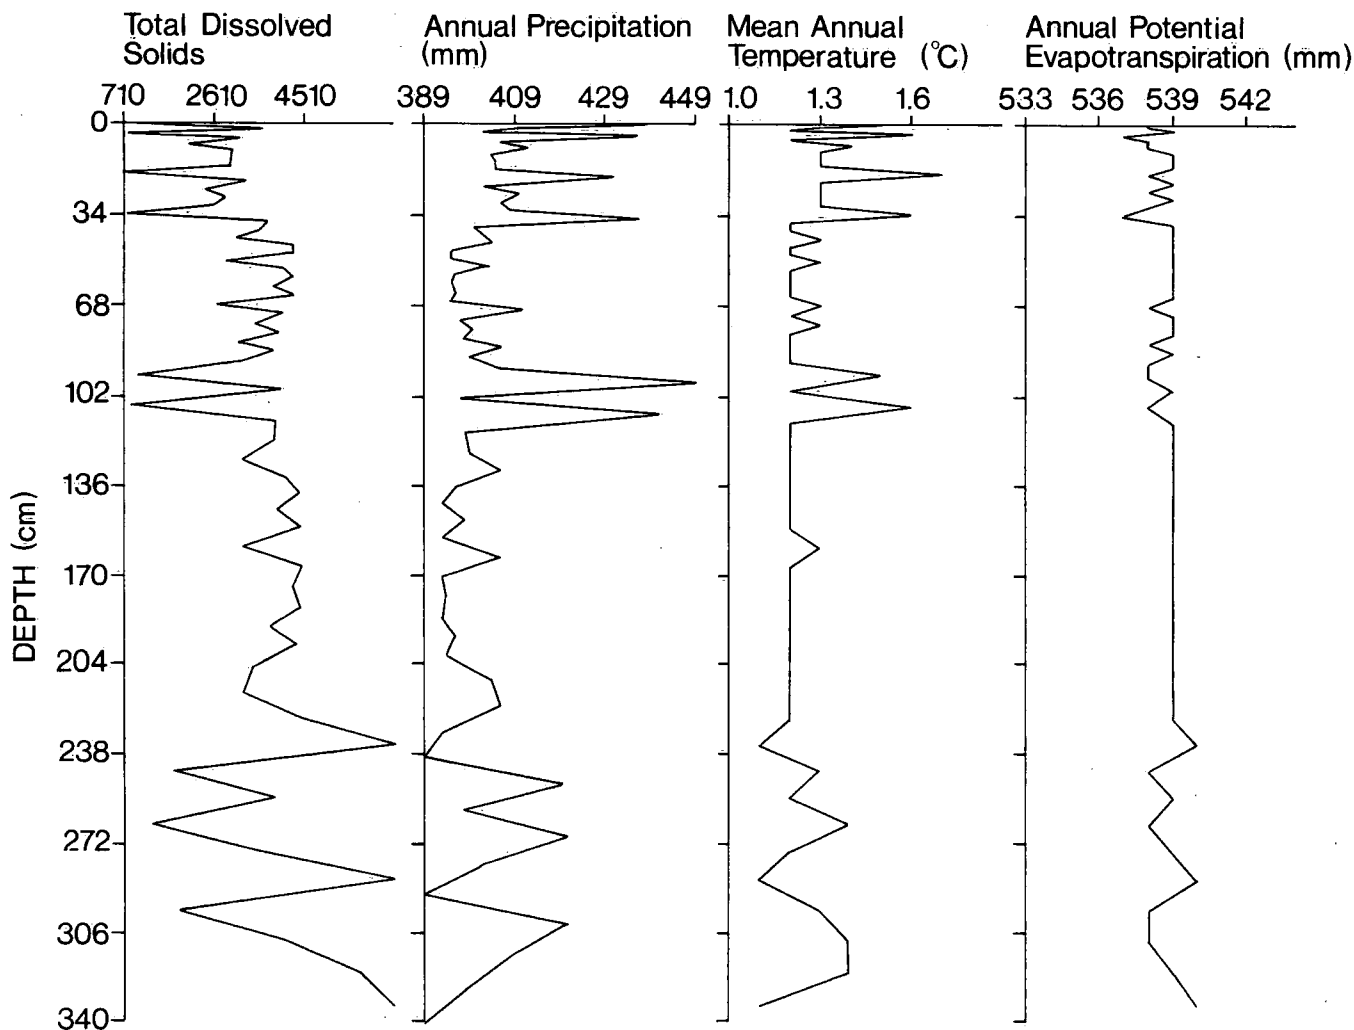 Total Dissolved
Solids
710 2610 4510
Annual Precipitation
(mm)
389 409 429 449
Mean Annual
Temperature (°C)
1.0 1.3 1.6
Annual Potential
Evapotranspiration (mm)
533 536 539 542
DEPTH (cm)
0
34
68
102
136
170
204
238
272
306
340